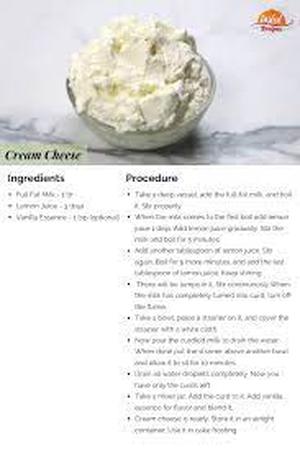 Recipes
Cream Cheese
Ingredients
Full Fat Milk - 1 ltr
Lemon Juice - 3 tbsp
Vanilla Essence - 1 tsp (optional)
Procedure
Take a deep vessel, add the full fat milk, and boil
it. Stir properly.
When the milk comes to the first boil add lemon
juice 1 tbsp. Add lemon juice gradually. Stir the
milk and boil for 5 minutes.
Add another tablespoon of lemon juice. Stir
again. Boil for 5 more minutes, and add the last
tablespoon of lemon juice. Keep stirring.
There will be lumps in it. Stir continuously. When
the milk has completely turned into curd, turn off
the flame.
Take a bowl, place a strainer on it, and cover the
strainer with a white cloth.
Now pour the curdled milk to drain the water.
When done put the strainer above another bowl
and allow it to sit for 10 minutes.
Drain all water droplets completely. Now you
have only the curds left.
Take a mixer jar. Add the curd to it. Add vanilla
essence for flavor and blend it.
Cream cheese is ready. Store it in an airtight
container. Use it in cake frosting.